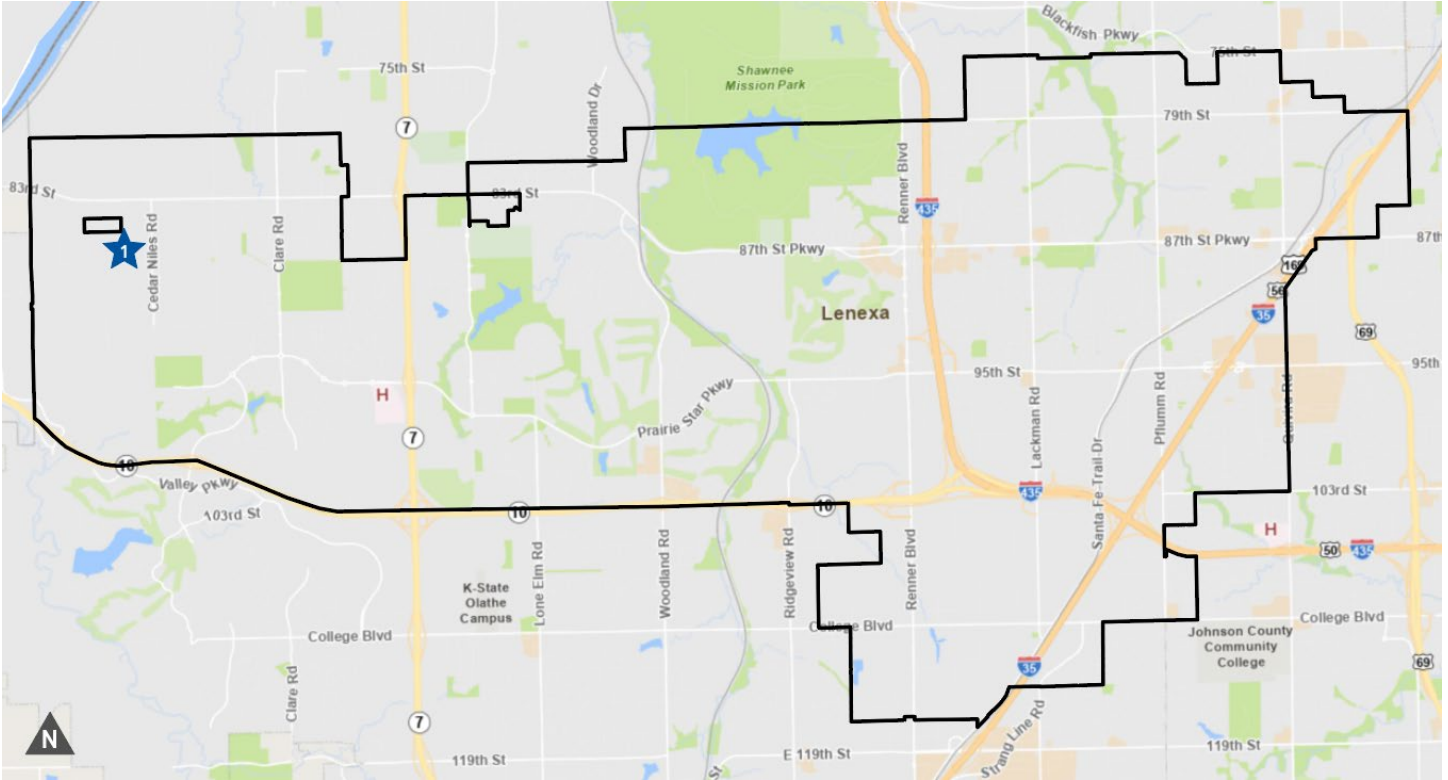 Blackfish Pkwy
75th St
75th St
Shawnee
Mission Park
Woodland Dr
79th St
7
83rd St
83rd St
Renner Blvd
435
1
Cedar Niles Rd
Clare Rd
87th St Pkwy
87th St Pkwy
87th
169
56
Lenexa
35
69
95th St
95th
H
Prairie Star Pkwy
Lackman Rd
Pflumm Rd
Quivira Rd
7
Santa-Fe-Trail-Dr
10
Valley Pkwy
103rd St
10
10
435
103rd St
H
50
435
Lone Elm Rd
Woodland Rd
Ridgeview Rd
Renner Blvd
K-State
Olathe
Campus
College Blvd
College Blvd
College Blvd
Johnson County
Community
College
35
69
Clare Rd
7
N
119th St
St
E 119th St
Strang Line Rd
119th St